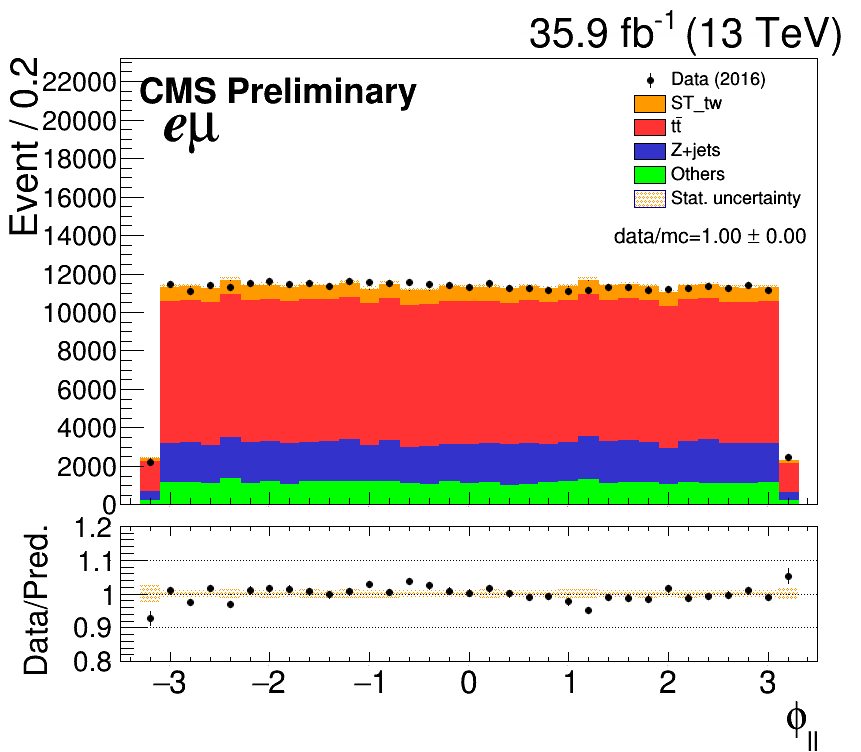 35.9 fb⁻¹ (13 TeV)
Event / 0.2
22000
20000
18000
16000
14000
12000
10000
8000
6000
4000
2000
0
CMS Preliminary
eμ
Data (2016)
ST_tw
tt̄
Z+jets
Others
Stat. uncertainty
data/mc=1.00 ± 0.00
Data/Pred.
1.2
1.1
1
0.9
0.8
−3 −2 −1 0 1 2 3
ϕ_ll